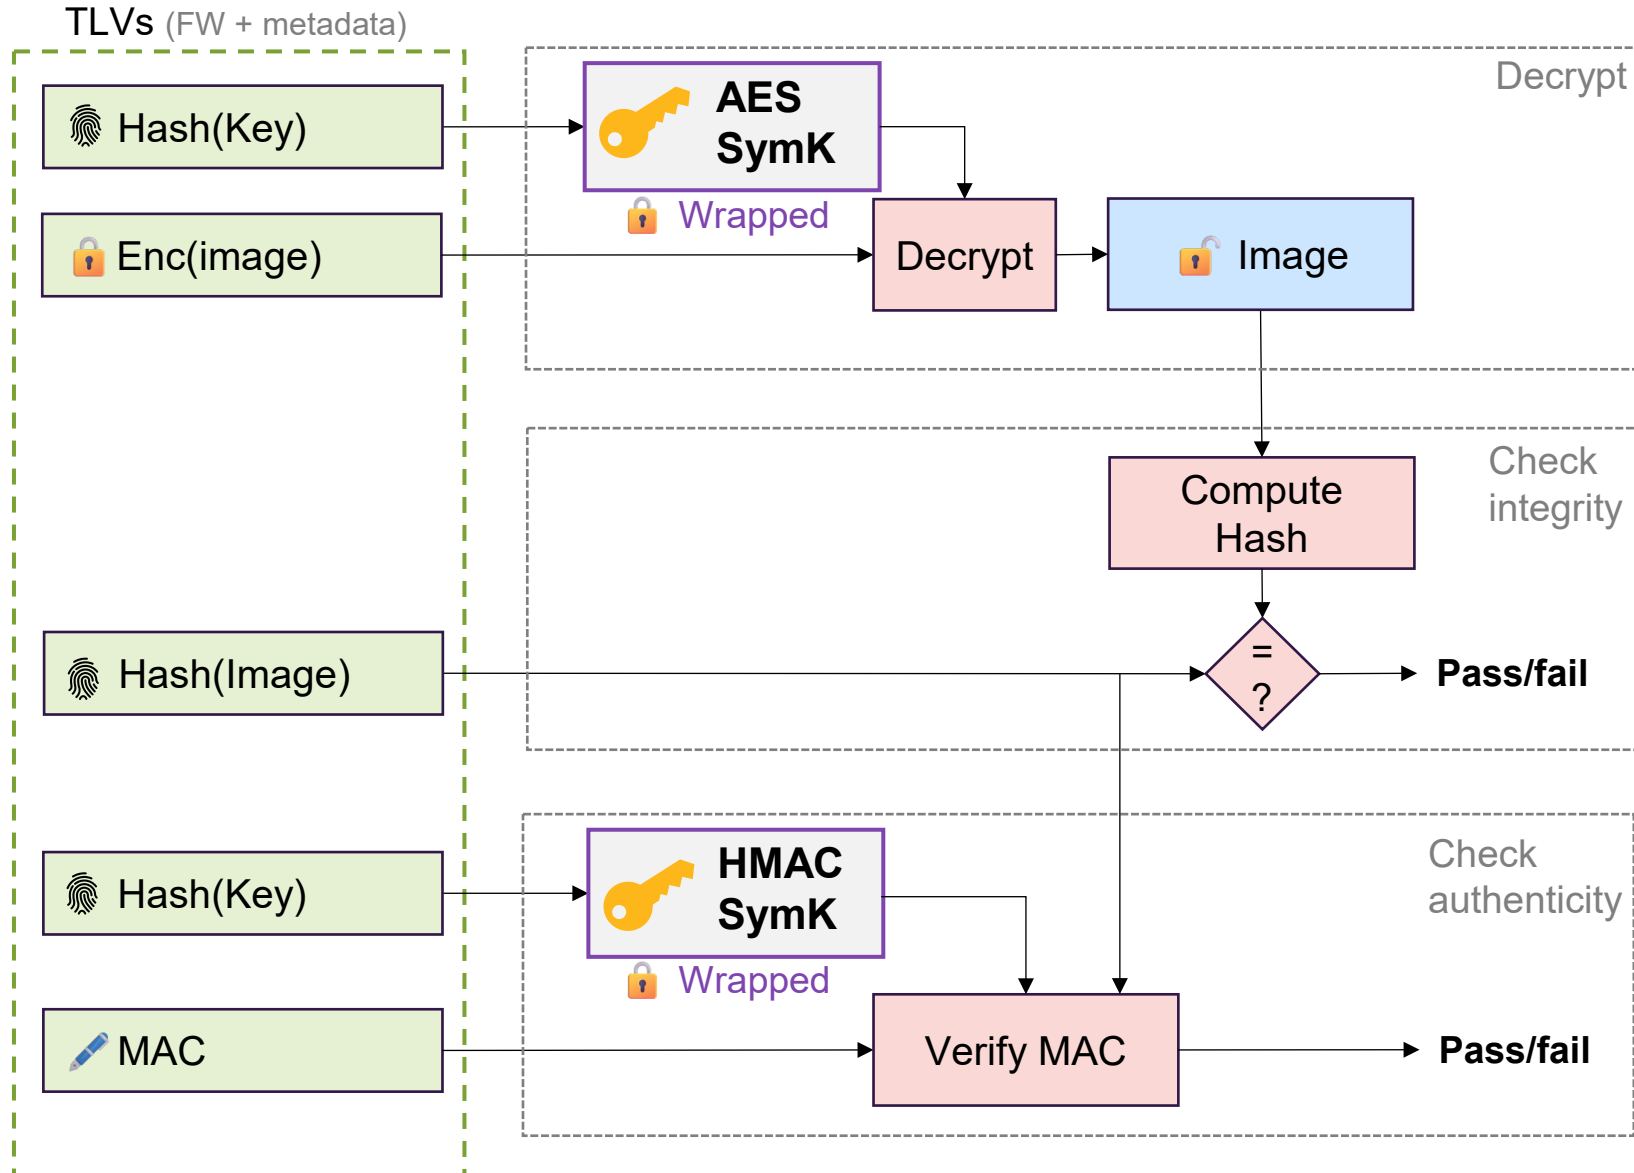 TLVs (FW + metadata)
Decrypt
Hash(Key)
AES
SymK
Wrapped
Enc(image)
Decrypt
Image
Check
integrity
Compute
Hash
Hash(Image)
=
?
Pass/fail
Check
authenticity
Hash(Key)
HMAC
SymK
Wrapped
MAC
Verify MAC
Pass/fail